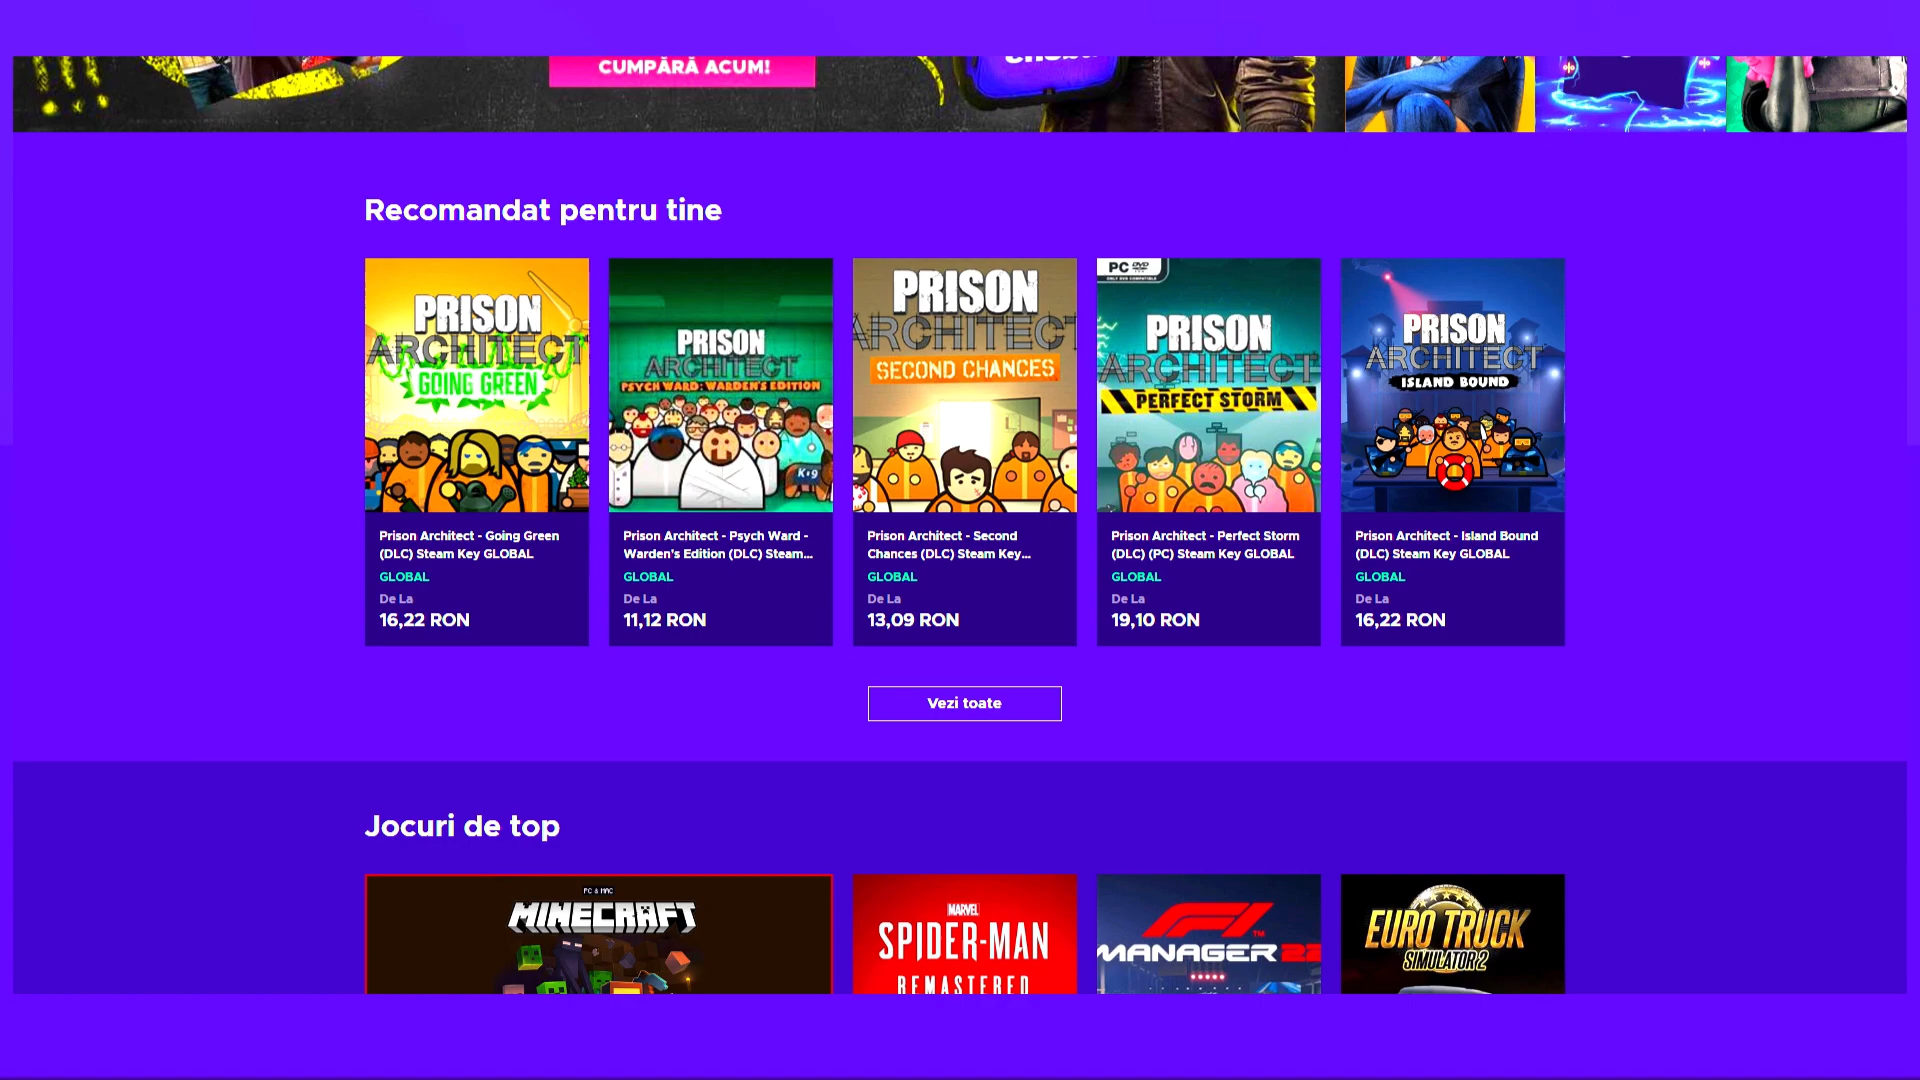 CUMPĂRĂ ACUM!
Recomandat pentru tine
PRISON
ARCHITECT
GOING GREEN
PRISON
ARCHITECT
PSYCH WARD: WARDEN'S EDITION
K-9
PRISON
ARCHITECT
SECOND CHANCES
PC DVD
PRISON
ARCHITECT
PERFECT STORM
PRISON
ARCHITECT
ISLAND BOUND
Prison Architect - Going Green
(DLC) Steam Key GLOBAL
GLOBAL
De La
16,22 RON
Prison Architect - Psych Ward -
Warden's Edition (DLC) Steam...
GLOBAL
De La
11,12 RON
Prison Architect - Second
Chances (DLC) Steam Key...
GLOBAL
De La
13,09 RON
Prison Architect - Perfect Storm
(DLC) (PC) Steam Key GLOBAL
GLOBAL
De La
19,10 RON
Prison Architect - Island Bound
(DLC) Steam Key GLOBAL
GLOBAL
De La
16,22 RON
Vezi toate
Jocuri de top
PC & MAC
MINECRAFT
MARVEL
SPIDER-MAN
REMASTERED
F1™
MANAGER 22
EURO TRUCK
SIMULATOR 2